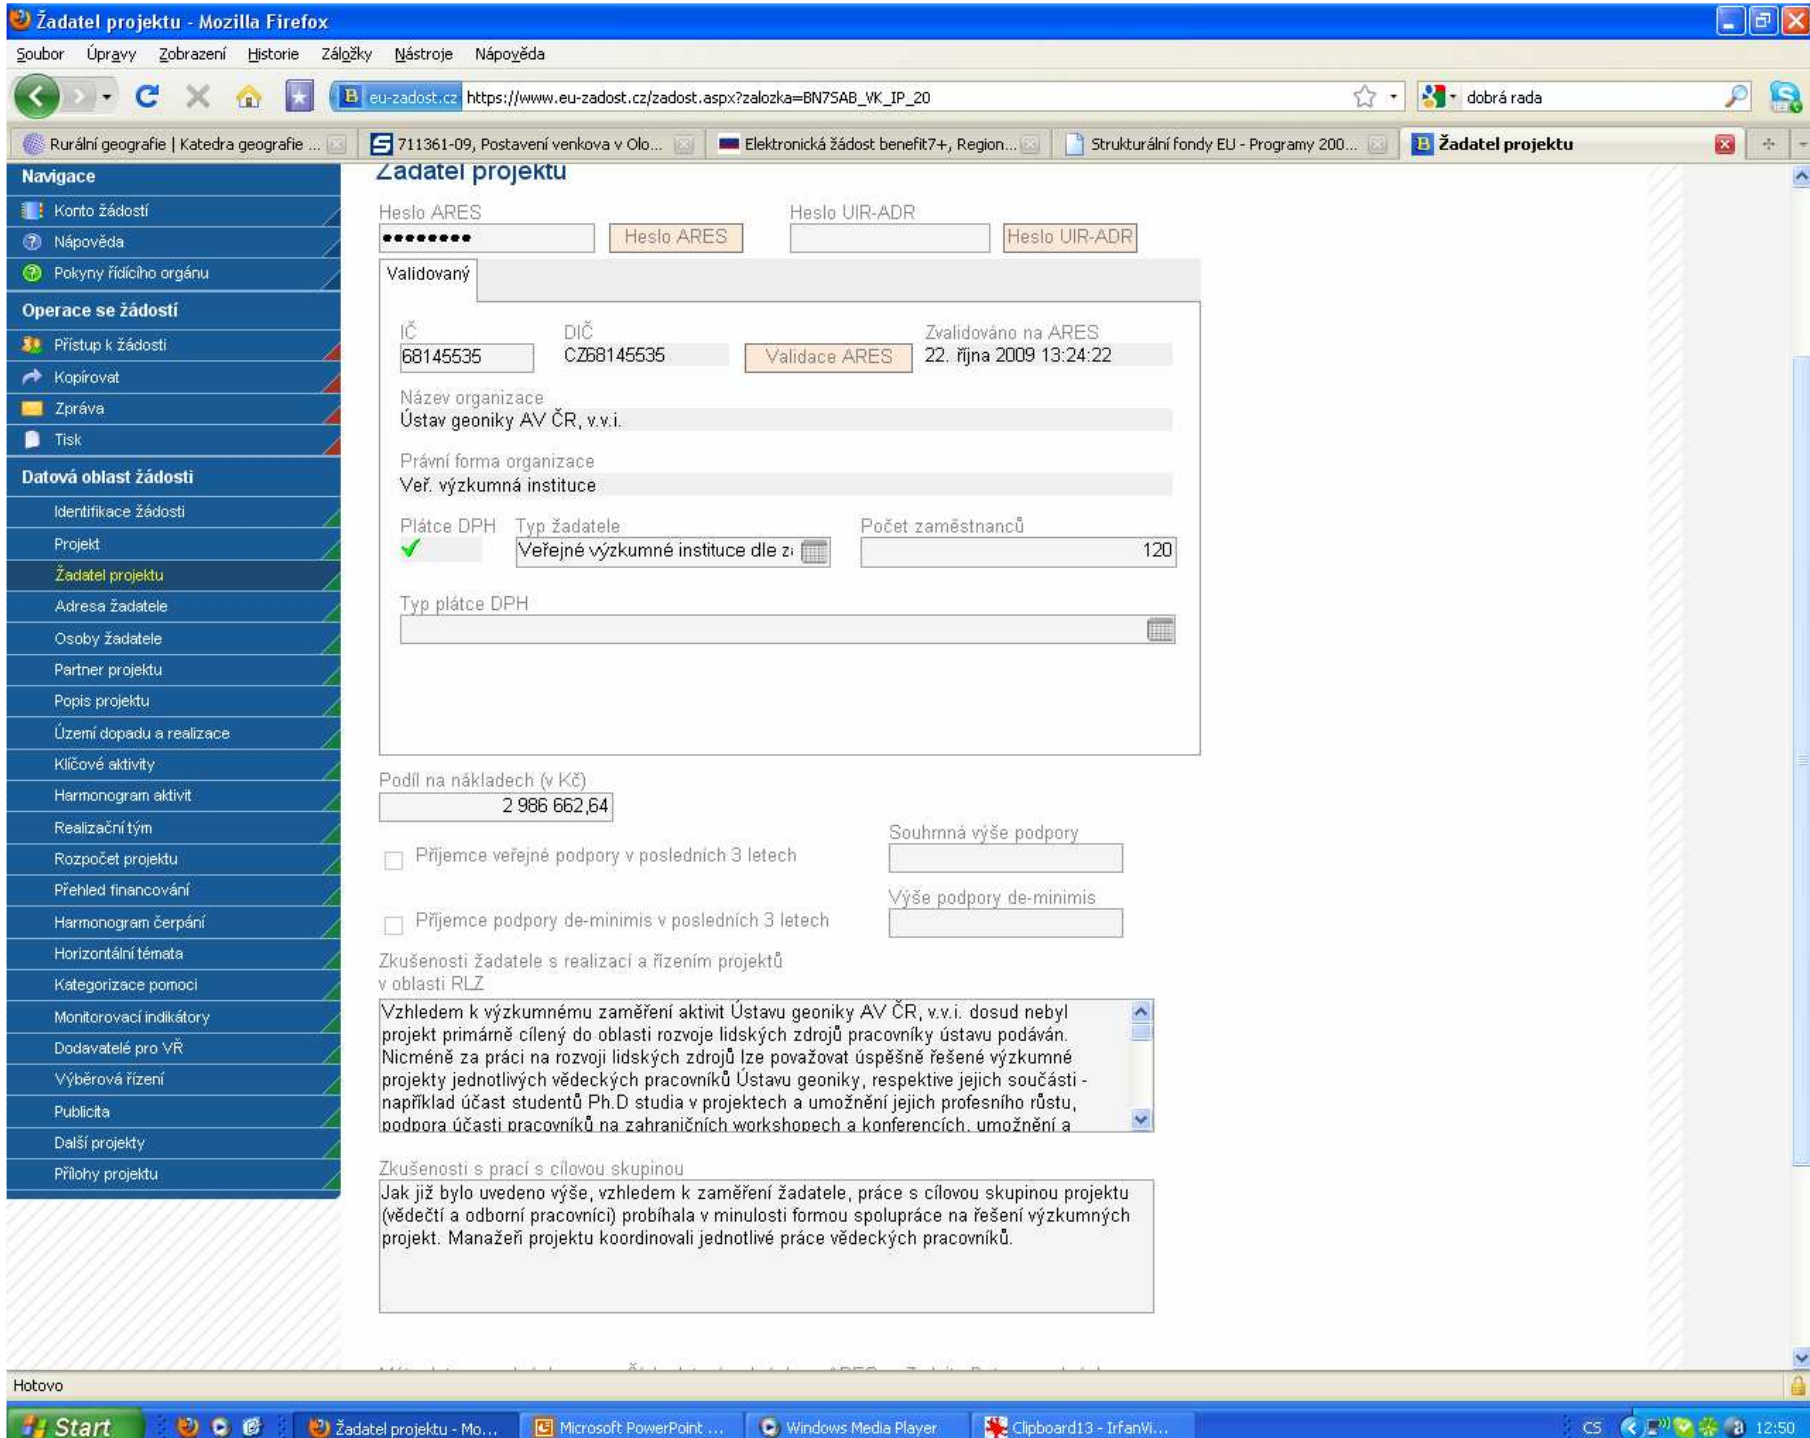 Žadatel projektu - Mozilla Firefox
Soubor Úpravy Zobrazení Historie Záložky Nástroje Nápověda
eu-zadost.cz https://www.eu-zadost.cz/zadost.aspx?zalozka=BN7SAB_VK_IP_20
dobrá rada
Rurální geografie | Katedra geografie ...
711361-09, Postavení venkova v Olo...
Elektronická žádost benefit7+, Region...
Strukturální fondy EU - Programy 200...
Žadatel projektu
Navigace
Konto žádostí
Nápověda
Pokyny řídícího orgánu
Operace se žádostí
Přístup k žádosti
Kopírovat
Zpráva
Tisk
Datová oblast žádosti
Identifikace žádosti
Projekt
Žadatel projektu
Adresa žadatele
Osoby žadatele
Partner projektu
Popis projektu
Území dopadu a realizace
Klíčové aktivity
Harmonogram aktivit
Realizační tým
Rozpočet projektu
Přehled financování
Harmonogram čerpání
Horizontální témata
Kategorizace pomoci
Monitorovací indikátory
Dodavatelé pro VŘ
Výběrová řízení
Publicita
Další projekty
Přílohy projektu
Žadatel projektu
Heslo ARES Heslo UIR-ADR
●●●●●●●● Heslo ARES Heslo UIR-ADR
Validovaný
IČ DIČ Zvalidováno na ARES
68145535 CZ68145535 Validace ARES 22. října 2009 13:24:22
Název organizace
Ústav geoniky AV ČR, v.v.i.
Právní forma organizace
Veř. výzkumná instituce
Plátce DPH Typ žadatele Počet zaměstnanců
Veřejné výzkumné instituce dle 120
Typ plátce DPH
Podíl na nákladech (v Kč)
2 986 662,64
Souhrnná výše podpory
Příjemce veřejné podpory v posledních 3 letech
Výše podpory de-minimis
Příjemce podpory de-minimis v posledních 3 letech
Zkušenosti žadatele s realizací a řízením projektů
v oblasti RLZ
Vzhledem k výzkumnému zaměření aktivit Ústavu geoniky AV ČR, v.v.i. dosud nebyl
projekt primárně cílený do oblasti rozvoje lidských zdrojů pracovníky ústavu podáván.
Nicméně za práci na rozvoji lidských zdrojů lze považovat úspěšně řešené výzkumné
projekty jednotlivých vědeckých pracovníků Ústavu geoniky, respektive jejich součásti -
například účast studentů Ph.D studia v projektech a umožnění jejich profesního růstu,
podpora účasti pracovníků na zahraničních workshopech a konferencích, umožnění a
Zkušenosti s prací s cílovou skupinou
Jak již bylo uvedeno výše, vzhledem k zaměření žadatele, práce s cílovou skupinou projektu
(vědečtí a odborní pracovníci) probíhala v minulosti formou spolupráce na řešení výzkumných
projekt. Manažeři projektu koordinovali jednotlivé práce vědeckých pracovníků.
Hotovo
Start Žadatel projektu - Mo... Microsoft PowerPoint ... Windows Media Player Clipboard13 - IrfanVi... CS 12:50